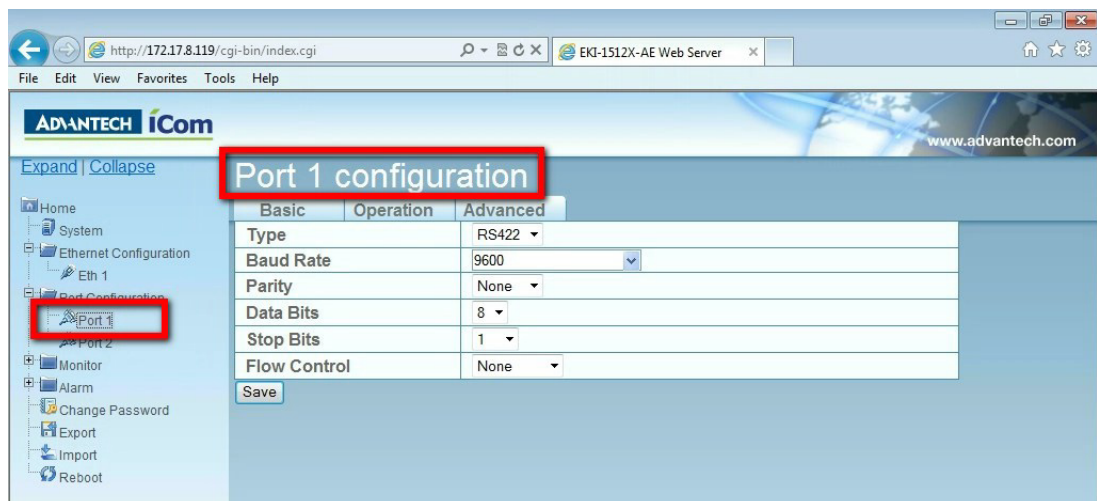 http://172.17.8.119/cgi-bin/index.cgi
EKI-1512X-AE Web Server
File Edit View Favorites Tools Help
ADVANTECH iCom
www.advantech.com
Expand | Collapse
Port 1 configuration
Home
System
Ethernet Configuration
Eth 1
Port Configuration
Port 1
Port 2
Monitor
Alarm
Change Password
Export
Import
Reboot
Basic Operation Advanced
Type RS422
Baud Rate 9600
Parity None
Data Bits 8
Stop Bits 1
Flow Control None
Save